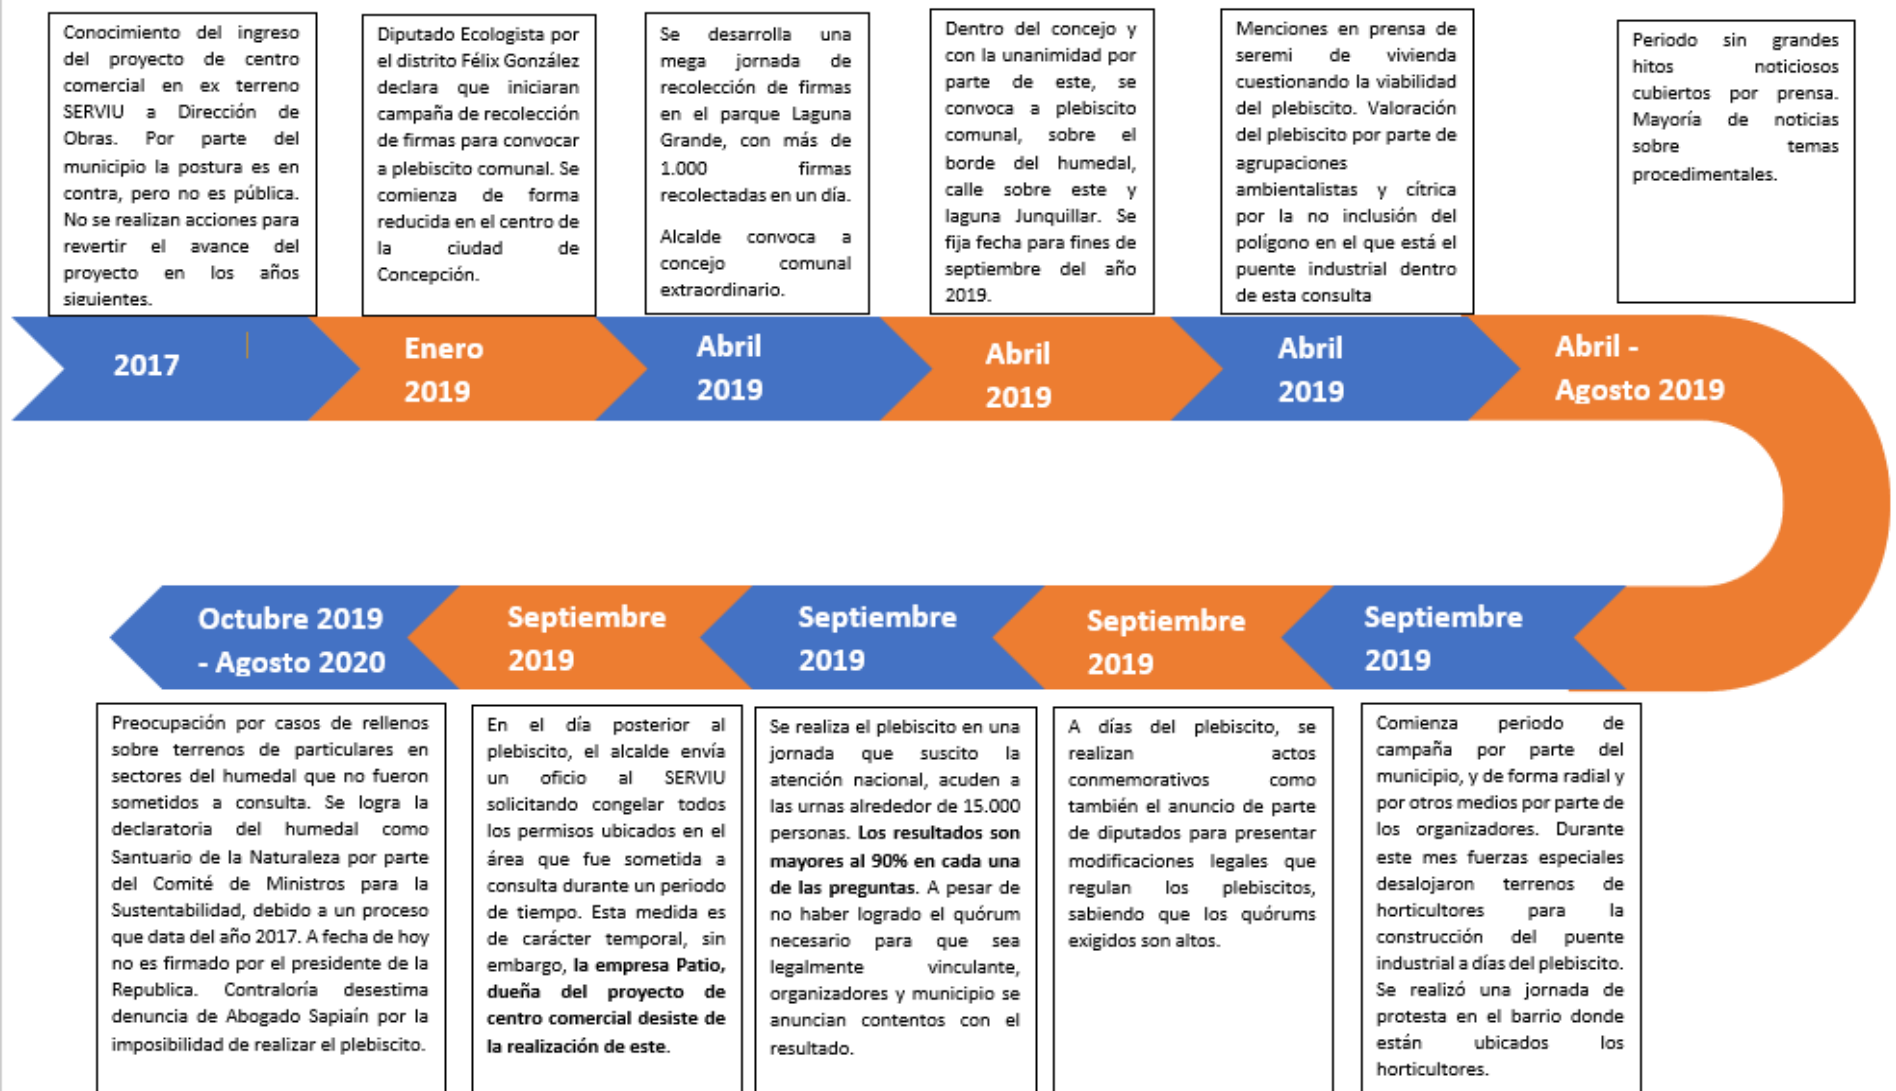 Conocimiento del ingreso
del proyecto de centro
comercial en ex terreno
SERVIU a Dirección de
Obras. Por parte del
municipio la postura es en
contra, pero no es pública.
No se realizan acciones para
revertir el avance del
proyecto en los años
siguientes.
Diputado Ecologista por
el distrito Félix González
declara que iniciaran
campaña de recolección
de firmas para convocar
a plebiscito comunal. Se
comienza de forma
reducida en el centro de
la ciudad de
Concepción.
Se desarrolla una
mega jornada de
recolección de firmas
en el parque Laguna
Grande, con más de
1.000 firmas
recolectadas en un día.
Alcalde convoca a
concejo comunal
extraordinario.
Dentro del concejo y
con la unanimidad por
parte de este, se
convoca a plebiscito
comunal, sobre el
borde del humedal,
calle sobre este y
laguna Junquillar. Se
fija fecha para fines de
septiembre del año
2019.
Menciones en prensa de
seremi de vivienda
cuestionando la viabilidad
del plebiscito. Valoración
del plebiscito por parte de
agrupaciones
ambientalistas y cítrica
por la no inclusión del
polígono en el que está el
puente industrial dentro
de esta consulta
Periodo sin grandes
hitos noticiosos
cubiertos por prensa.
Mayoría de noticias
sobre temas
procedimentales.
2017
Enero
2019
Abril
2019
Abril
2019
Abril
2019
Abril -
Agosto 2019
Septiembre
2019
Septiembre
2019
Septiembre
2019
Septiembre
2019
Octubre 2019
- Agosto 2020
Comienza periodo de
campaña por parte del
municipio, y de forma radial y
por otros medios por parte de
los organizadores. Durante
este mes fuerzas especiales
desalojaron terrenos de
horticultores para la
construcción del puente
industrial a días del plebiscito.
Se realizó una jornada de
protesta en el barrio donde
están ubicados los
horticultores.
A días del plebiscito, se
realizan actos
conmemorativos como
también el anuncio de parte
de diputados para presentar
modificaciones legales que
regulan los plebiscitos,
sabiendo que los quórums
exigidos son altos.
Se realiza el plebiscito en una
jornada que suscito la
atención nacional, acuden a
las urnas alrededor de 15.000
personas. Los resultados son
mayores al 90% en cada una
de las preguntas. A pesar de
no haber logrado el quórum
necesario para que sea
legalmente vinculante,
organizadores y municipio se
anuncian contentos con el
resultado.
En el día posterior al
plebiscito, el alcalde envía
un oficio al SERVIU
solicitando congelar todos
los permisos ubicados en el
área que fue sometida a
consulta durante un periodo
de tiempo. Esta medida es
de carácter temporal, sin
embargo, la empresa Patio,
dueña del proyecto de
centro comercial desiste de
la realización de este.
Preocupación por casos de rellenos
sobre terrenos de particulares en
sectores del humedal que no fueron
sometidos a consulta. Se logra la
declaratoria del humedal como
Santuario de la Naturaleza por parte
del Comité de Ministros para la
Sustentabilidad, debido a un proceso
que data del año 2017. A fecha de hoy
no es firmado por el presidente de la
Republica. Contraloría desestima
denuncia de Abogado Sapiaín por la
imposibilidad de realizar el plebiscito.